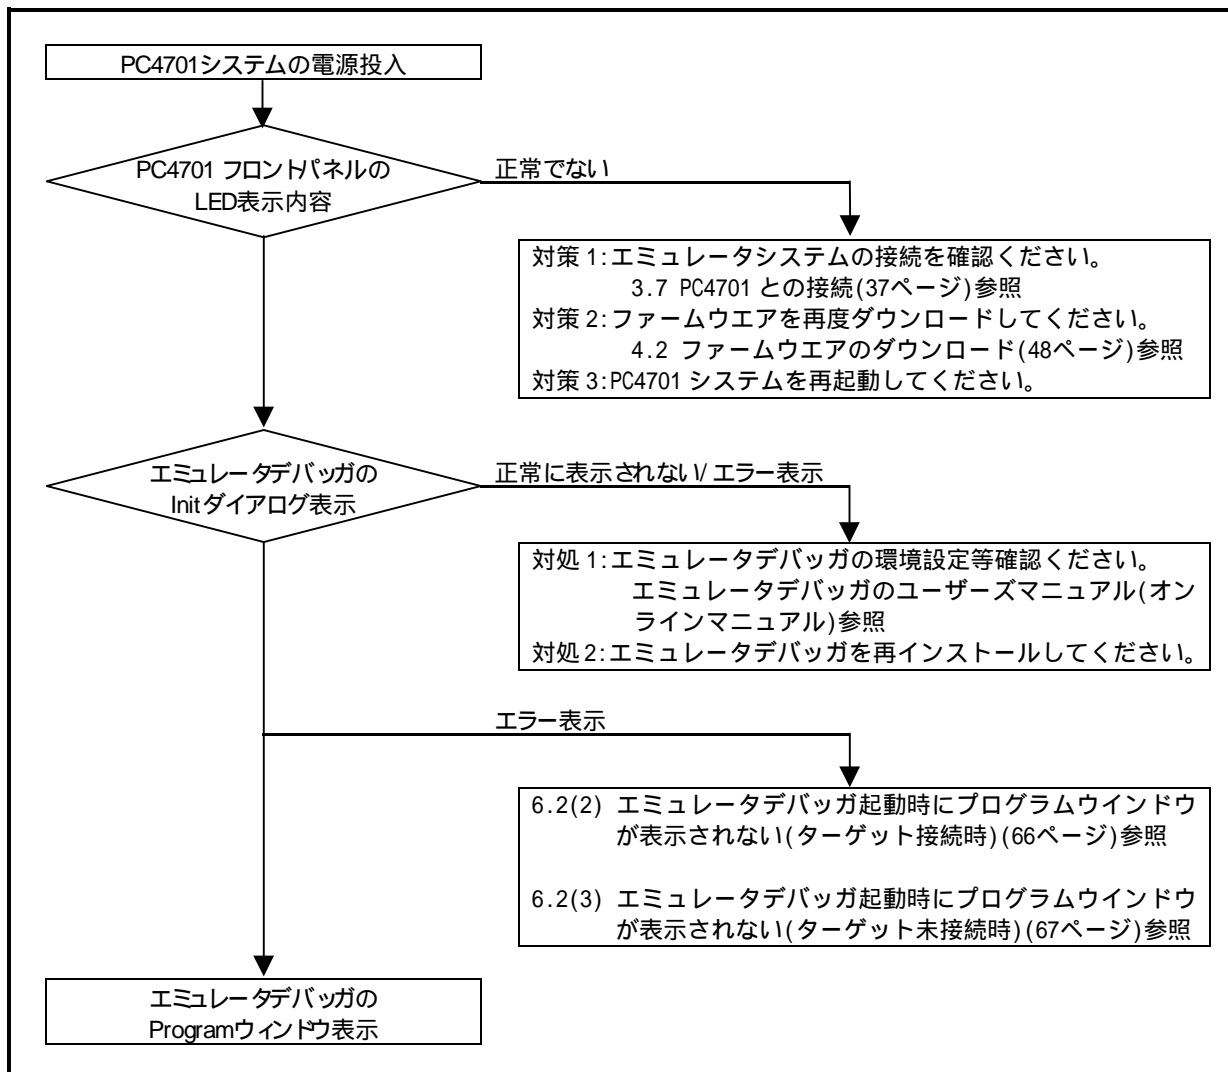 PC4701システムの電源投入
PC4701 フロントパネルの
LED表示内容
正常でない
対策 1:エミュレータシステムの接続を確認ください。
3.7 PC4701 との接続(37ページ)参照
対策 2:ファームウエアを再度ダウンロードしてください。
4.2 ファームウエアのダウンロード(48ページ)参照
対策 3:PC4701 システムを再起動してください。
エミュレータデバッガの
Initダイアログ表示
正常に表示されない/エラー表示
対処 1:エミュレータデバッガの環境設定等確認ください。
エミュレータデバッガのユーザーズマニュアル(オン
ラインマニュアル)参照
対処 2:エミュレータデバッガを再インストールしてください。
エラー表示
6.2(2) エミュレータデバッガ起動時にプログラムウインドウ
が表示されない(ターゲット接続時)(66ページ)参照
6.2(3) エミュレータデバッガ起動時にプログラムウインドウ
が表示されない(ターゲット未接続時)(67ページ)参照
エミュレータデバッガの
Programウィンドウ表示